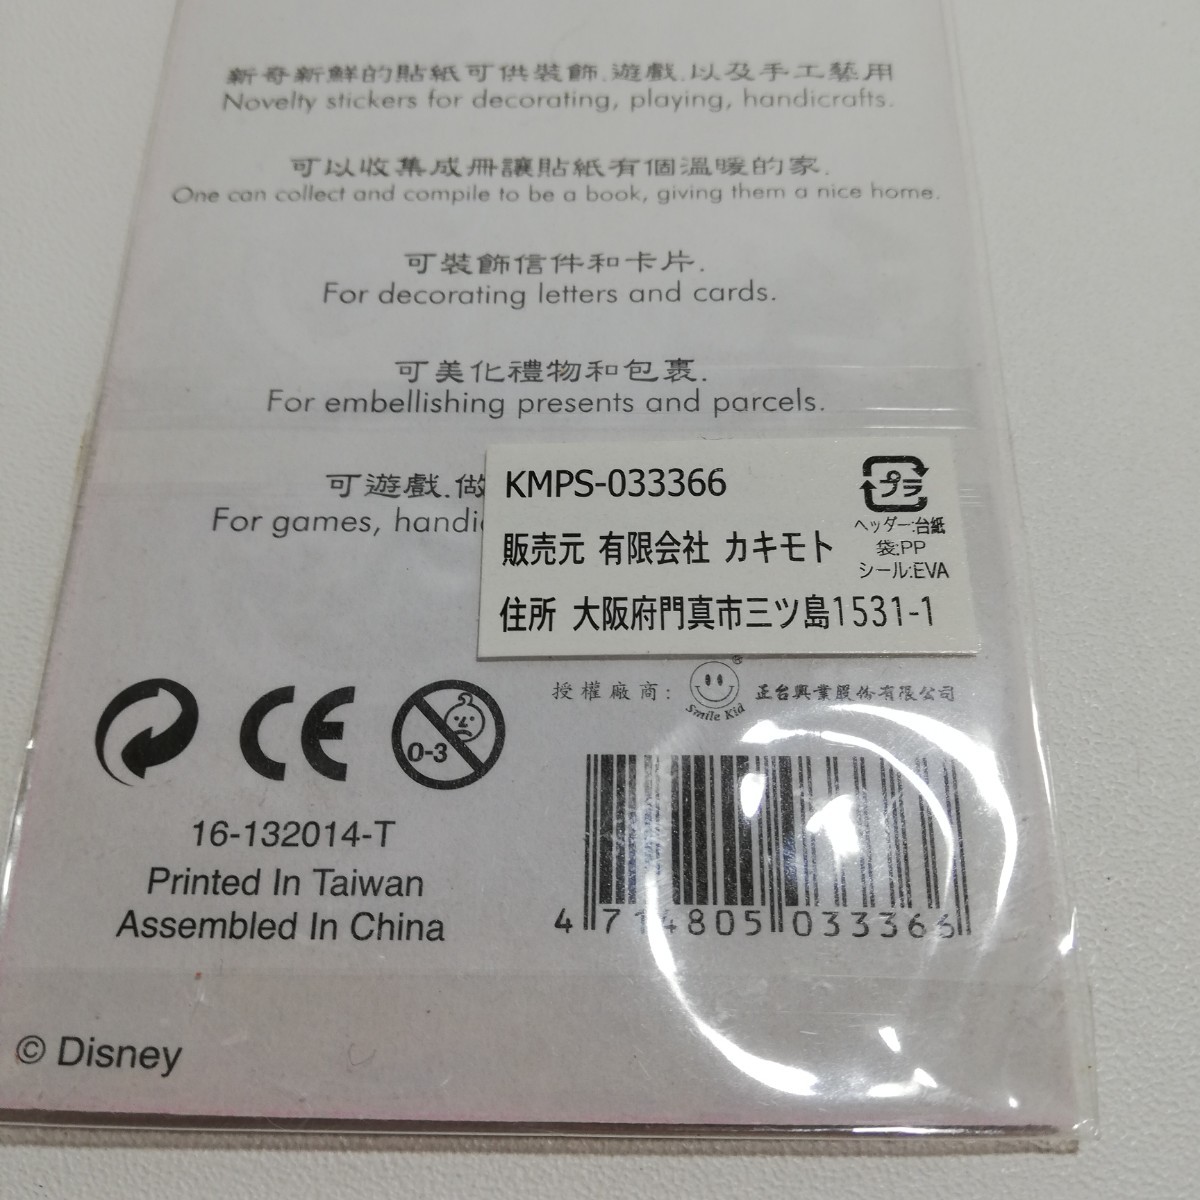 新奇新鮮的貼紙可供裝飾.遊戲.以及手工藝用
Novelty stickers for decorating, playing, handicrafts.
可以收集成冊讓貼紙有個溫暖的家.
One can collect and compile to be a book, giving them a nice home.
可裝飾信件和卡片.
For decorating letters and cards.
可美化禮物和包裹.
For embellishing presents and parcels.
可遊戲.做
For games, handi
KMPS-033366
販売元 有限会社 カキモト
住所 大阪府門真市三ツ島1531-1
プラ
ヘッダー:台紙
袋:PP
シール:EVA
授權廠商:
Smile Kid
®
正台興業股份有限公司
CE
0-3
16-132014-T
Printed In Taiwan
Assembled In China
4 714805 033366
© Disney